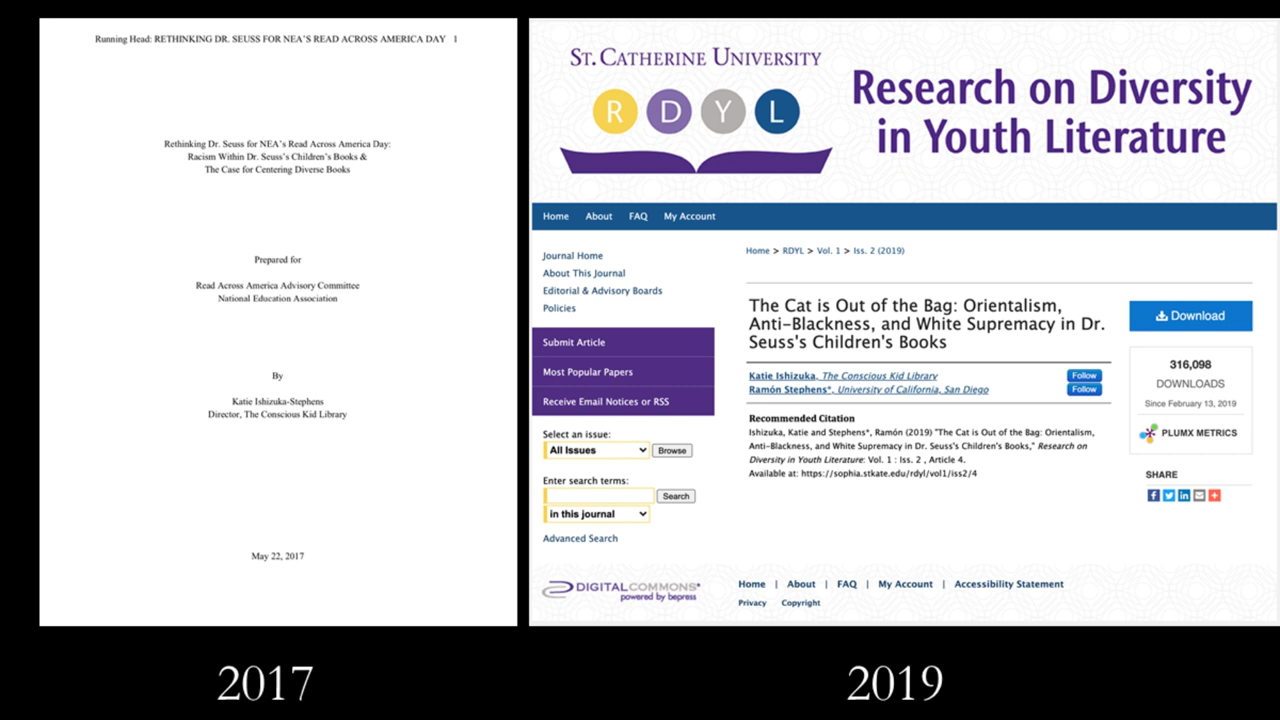 Running Head: RETHINKING DR. SEUSS FOR NEA'S READ ACROSS AMERICA DAY 1
Rethinking Dr. Seuss for NEA's Read Across America Day:
Racism Within Dr. Seuss's Children's Books &
The Case for Centering Diverse Books
Prepared for
Read Across America Advisory Committee
National Education Association
By
Katie Ishizuka-Stephens
Director, The Conscious Kid Library
May 22, 2017
2017
ST. CATHERINE UNIVERSITY
R D Y L
Research on Diversity
in Youth Literature
Home About FAQ My Account
Journal Home
About This Journal
Editorial & Advisory Boards
Policies
Submit Article
Most Popular Papers
Receive Email Notices or RSS
Select an issue:
All Issues Browse
Enter search terms:
Search
in this journal
Advanced Search
DIGITALCOMMONS
powered by bepress
Home > RDYL > Vol. 1 > Iss. 2 (2019)
The Cat is Out of the Bag: Orientalism,
Anti-Blackness, and White Supremacy in Dr.
Seuss's Children's Books
Katie Ishizuka, The Conscious Kid Library Follow
Ramón Stephens*, University of California, San Diego Follow
Recommended Citation
Ishizuka, Katie and Stephens*, Ramón (2019) "The Cat is Out of the Bag: Orientalism,
Anti-Blackness, and White Supremacy in Dr. Seuss's Children's Books," Research on
Diversity in Youth Literature: Vol. 1 : Iss. 2 , Article 4.
Available at: https://sophia.stkate.edu/rdyl/vol1/iss2/4
Download
316,098
DOWNLOADS
Since February 13, 2019
PLUMX METRICS
SHARE
Home | About | FAQ | My Account | Accessibility Statement
Privacy Copyright
2019